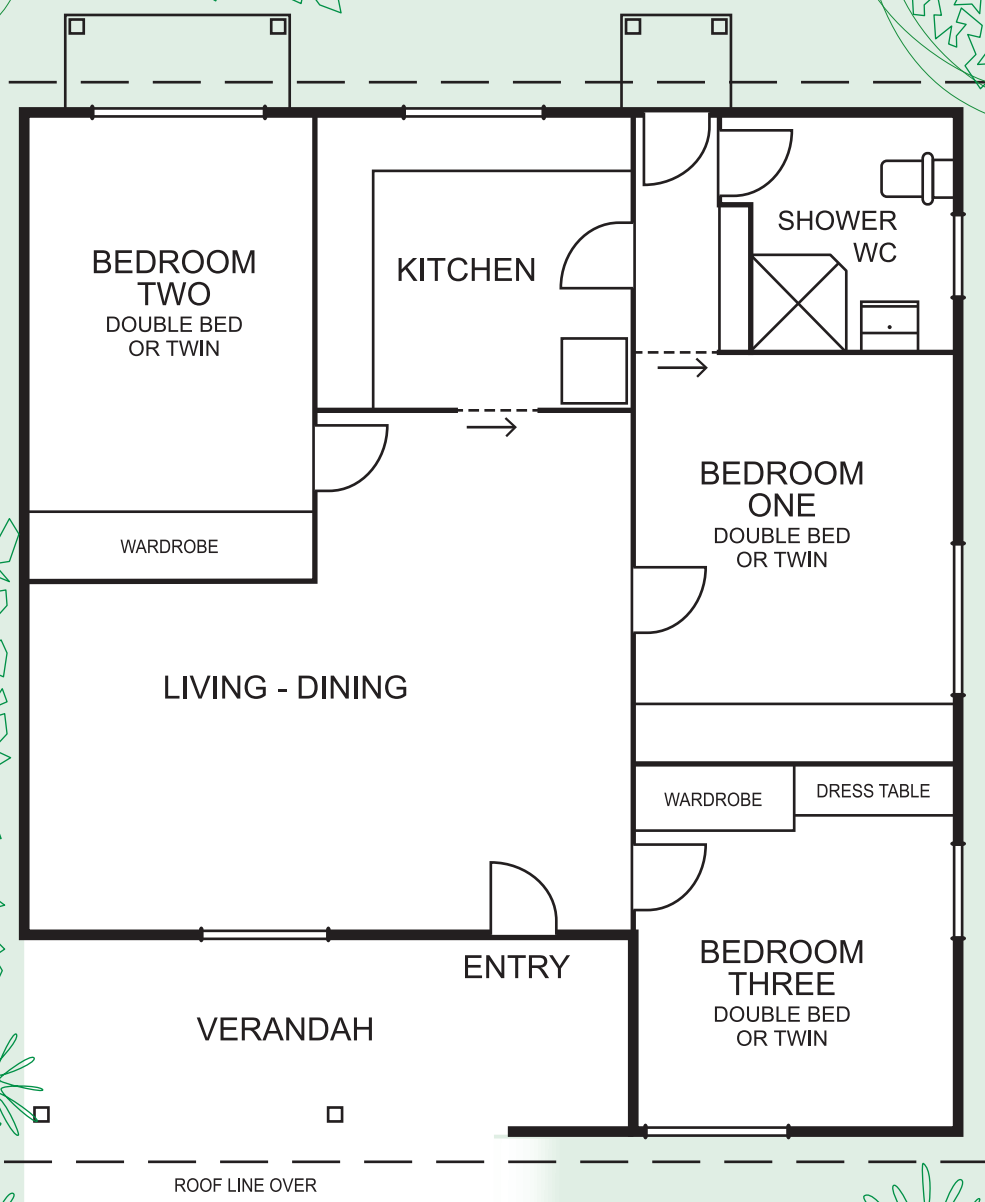 BEDROOM
TWO
DOUBLE BED
OR TWIN
KITCHEN
SHOWER
WC
WARDROBE
BEDROOM
ONE
DOUBLE BED
OR TWIN
LIVING - DINING
WARDROBE
DRESS TABLE
BEDROOM
THREE
DOUBLE BED
OR TWIN
ENTRY
VERANDAH
ROOF LINE OVER